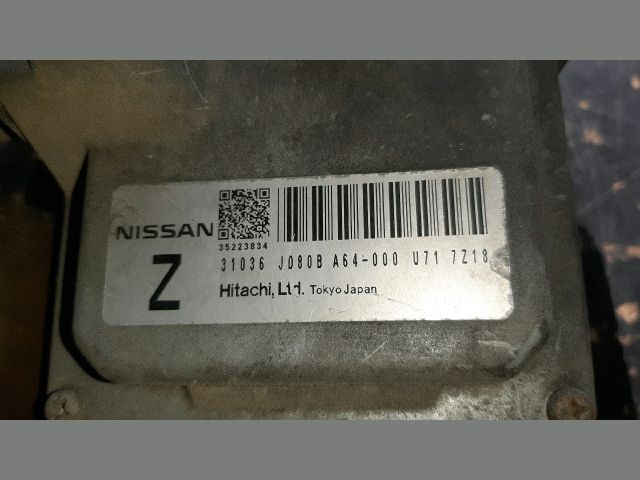 NISSAN
35223834
Z
31036 JD80B A64-000 U71 7Z18
Hitachi, Ltd. Tokyo Japan